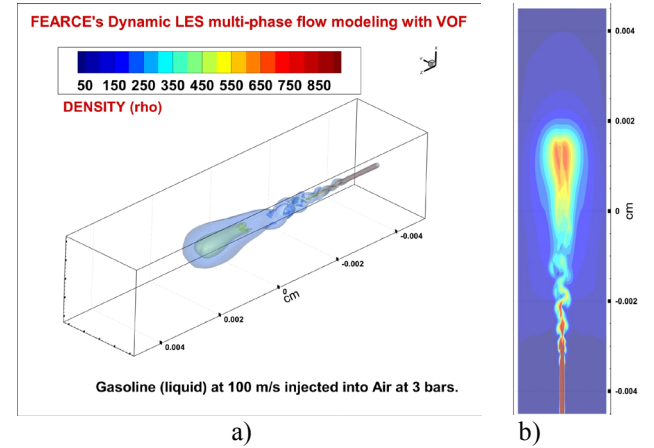 FEARCE's Dynamic LES multi-phase flow modeling with VOF
50 150 250 350 450 550 650 750 850
DENSITY (rho)
-0.004
-0.002
0
cm
0.002
0.004
Gasoline (liquid) at 100 m/s injected into Air at 3 bars.
a)
0.004
0.002
0
cm
-0.002
-0.004
b)